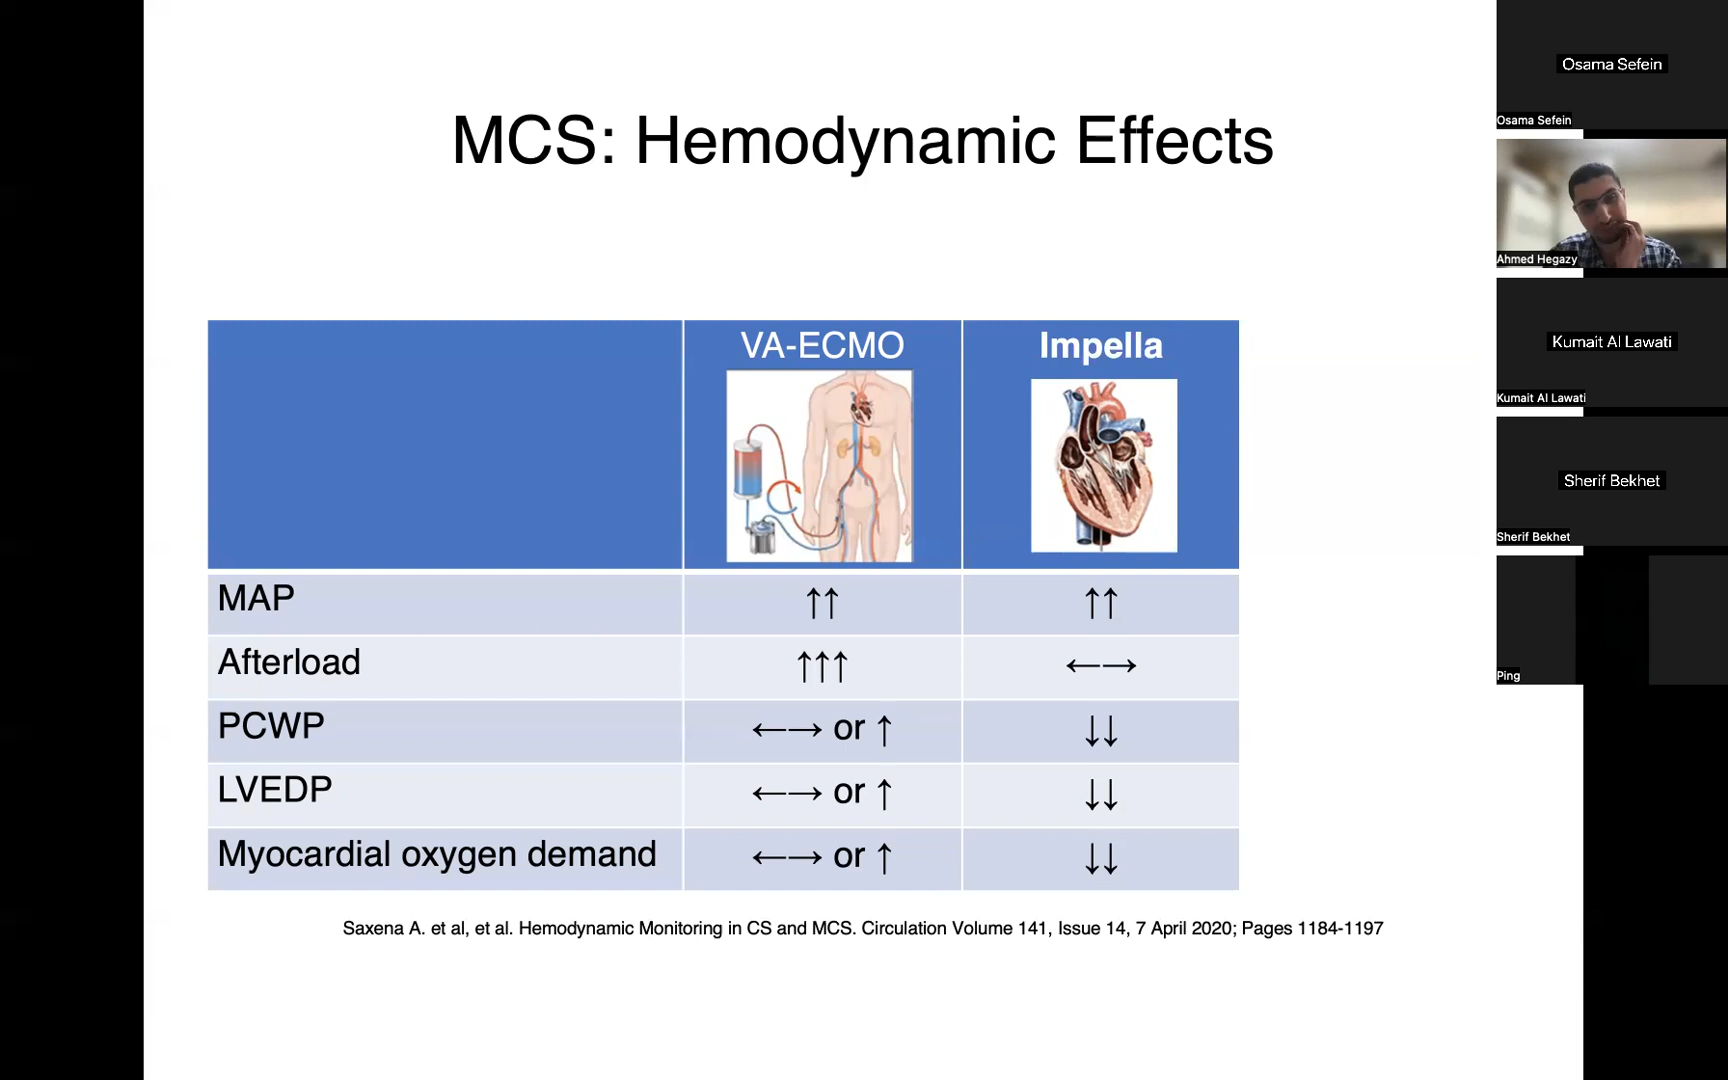 MCS: Hemodynamic Effects
VA-ECMO Impella
MAP ↑↑ ↑↑
Afterload ↑↑↑ ←→
PCWP ←→ or ↑ ↓↓
LVEDP ←→ or ↑ ↓↓
Myocardial oxygen demand ←→ or ↑ ↓↓
Saxena A. et al, et al. Hemodynamic Monitoring in CS and MCS. Circulation Volume 141, Issue 14, 7 April 2020; Pages 1184-1197
Osama Sefein
Osama Sefein
Ahmed Hegazy
Kumait Al Lawati
Kumait Al Lawati
Sherif Bekhet
Sherif Bekhet
Ping